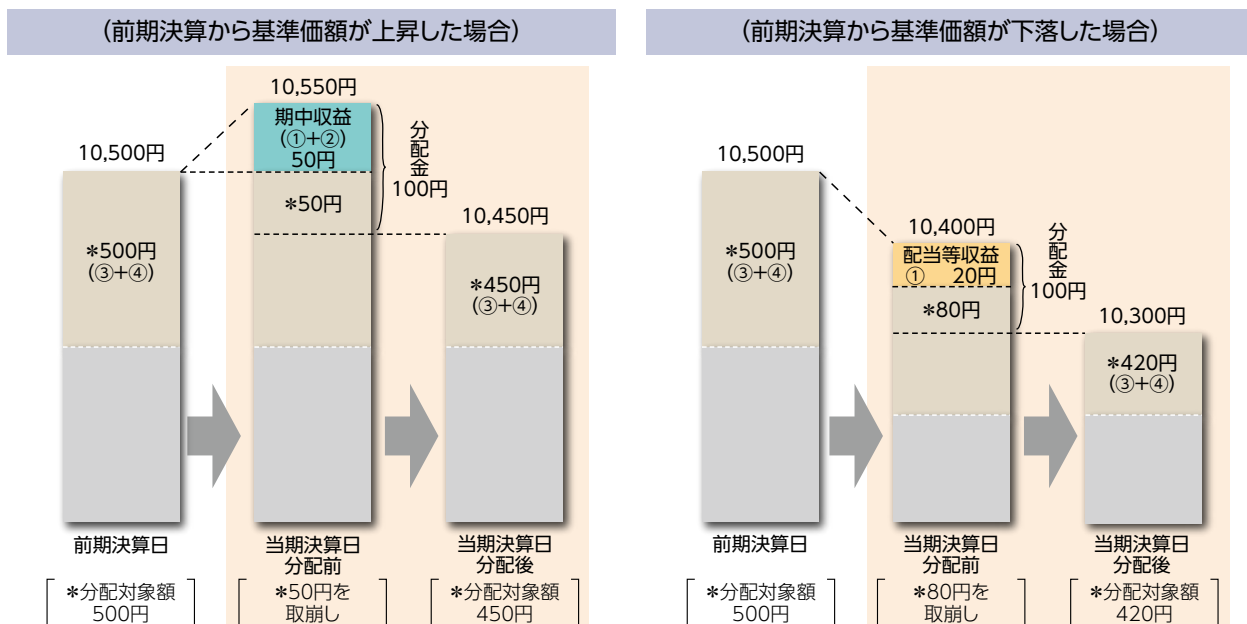 (前期決算から基準価額が上昇した場合)
10,550円
期中収益
(①+②)
50円
分配金
100円
10,500円
*50円
10,450円
*500円
(③+④)
*450円
(③+④)
前期決算日
当期決算日
分配前
当期決算日
分配後
*分配対象額
500円
*50円を
取崩し
*分配対象額
450円
(前期決算から基準価額が下落した場合)
10,500円
10,400円
配当等収益
① 20円
分配金
100円
*500円
(③+④)
*80円
10,300円
*420円
(③+④)
前期決算日
当期決算日
分配前
当期決算日
分配後
*分配対象額
500円
*80円を
取崩し
*分配対象額
420円